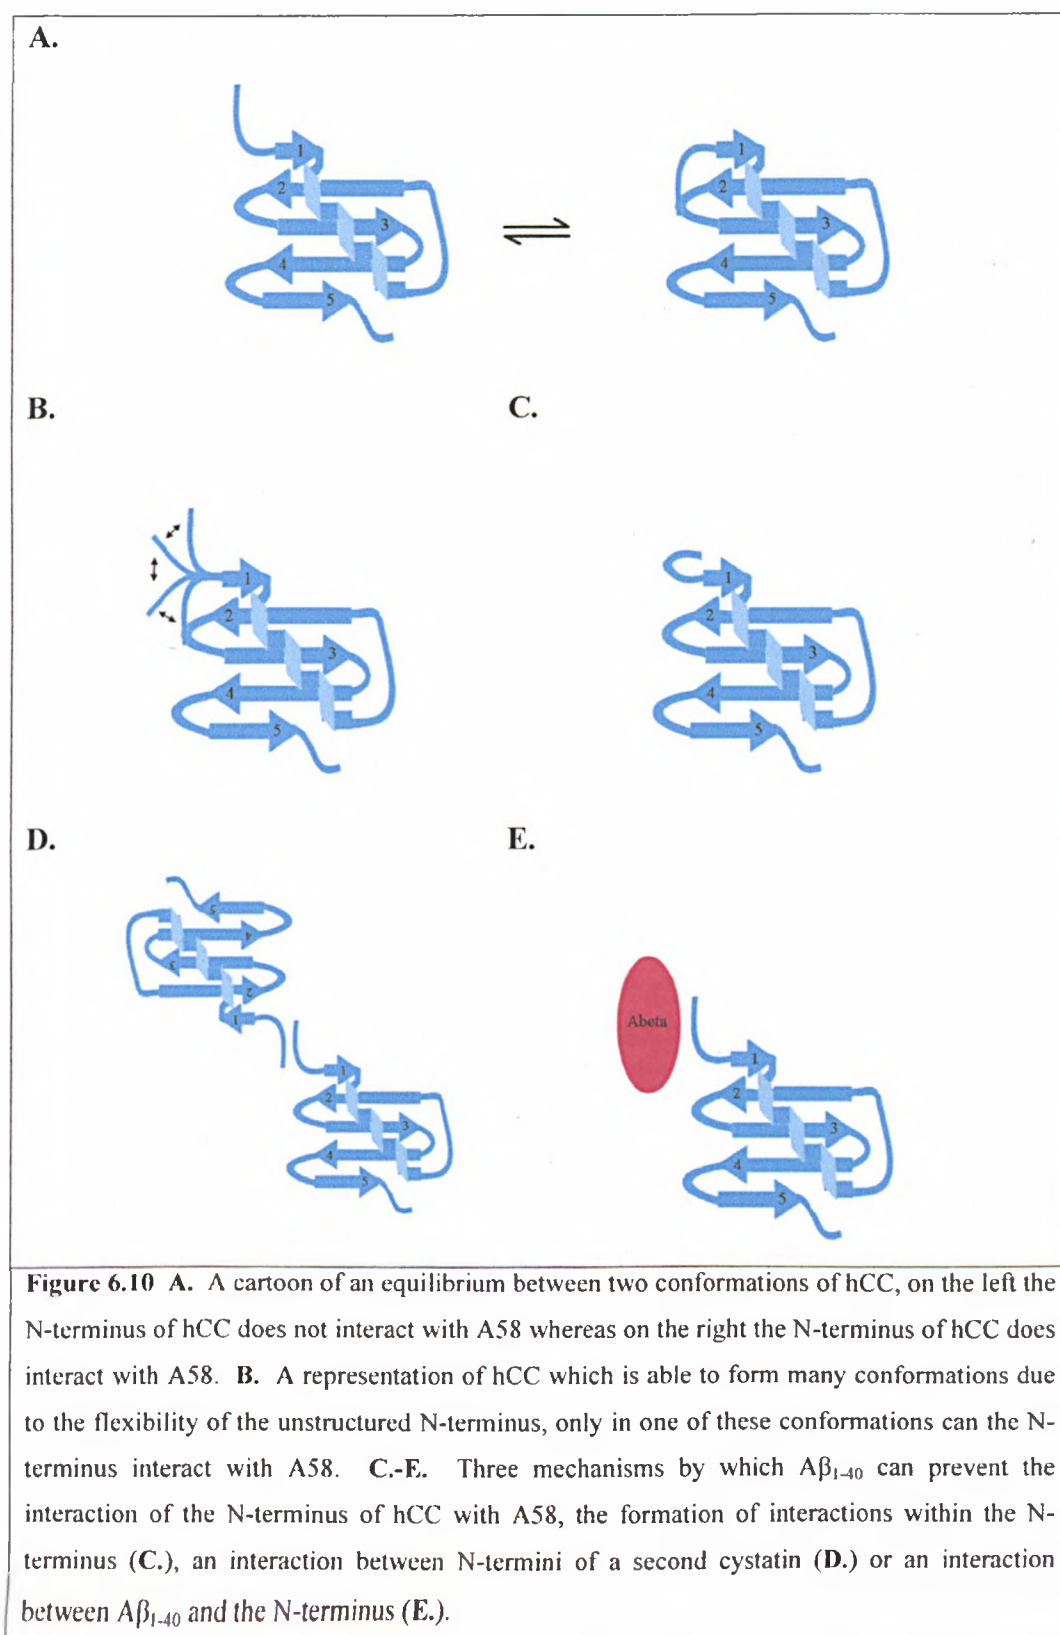 A.
1
2
3
4
5
1
2
3
4
5
B.
C.
1
2
3
4
5
1
2
3
4
5
D.
E.
5
4
3
2
1
1
2
3
4
5
Abeta
1
2
3
4
5
Figure 6.10 A. A cartoon of an equilibrium between two conformations of hCC, on the left the
N-terminus of hCC does not interact with A58 whereas on the right the N-terminus of hCC does
interact with A58. B. A representation of hCC which is able to form many conformations due
to the flexibility of the unstructured N-terminus, only in one of these conformations can the N-
terminus interact with A58. C.-E. Three mechanisms by which Aβ₁₋₄₀ can prevent the
interaction of the N-terminus of hCC with A58, the formation of interactions within the N-
terminus (C.), an interaction between N-termini of a second cystatin (D.) or an interaction
between Aβ₁₋₄₀ and the N-terminus (E.).